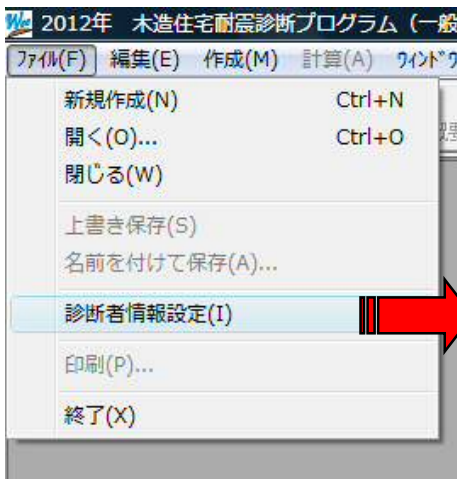 2012年 木造住宅耐震診断プログラム（一般
ﾌｧｲﾙ(F) 編集(E) 作成(M) 計算(A) ｳｨﾝﾄﾞｳ
新規作成(N) Ctrl+N
開く(O)... Ctrl+O
閉じる(W)
上書き保存(S)
名前を付けて保存(A)...
診断者情報設定(I)
印刷(P)...
終了(X)